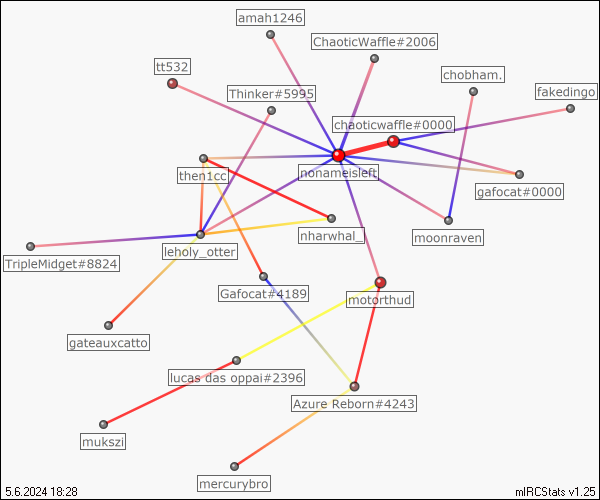 amah1246
ChaoticWaffle#2006
tt532
chobham.
Thinker#5995
fakedingo
chaoticwaffle#0000
then1cc
nonameisleft
gafocat#0000
nharwhal_
moonraven
leholy_otter
TripleMidget#8824
Gafocat#4189
motorthud
gateauxcatto
lucas das oppai#2396
Azure Reborn#4243
mukszi
mercurybro
5.6.2024 18:28
mIRCStats v1.25